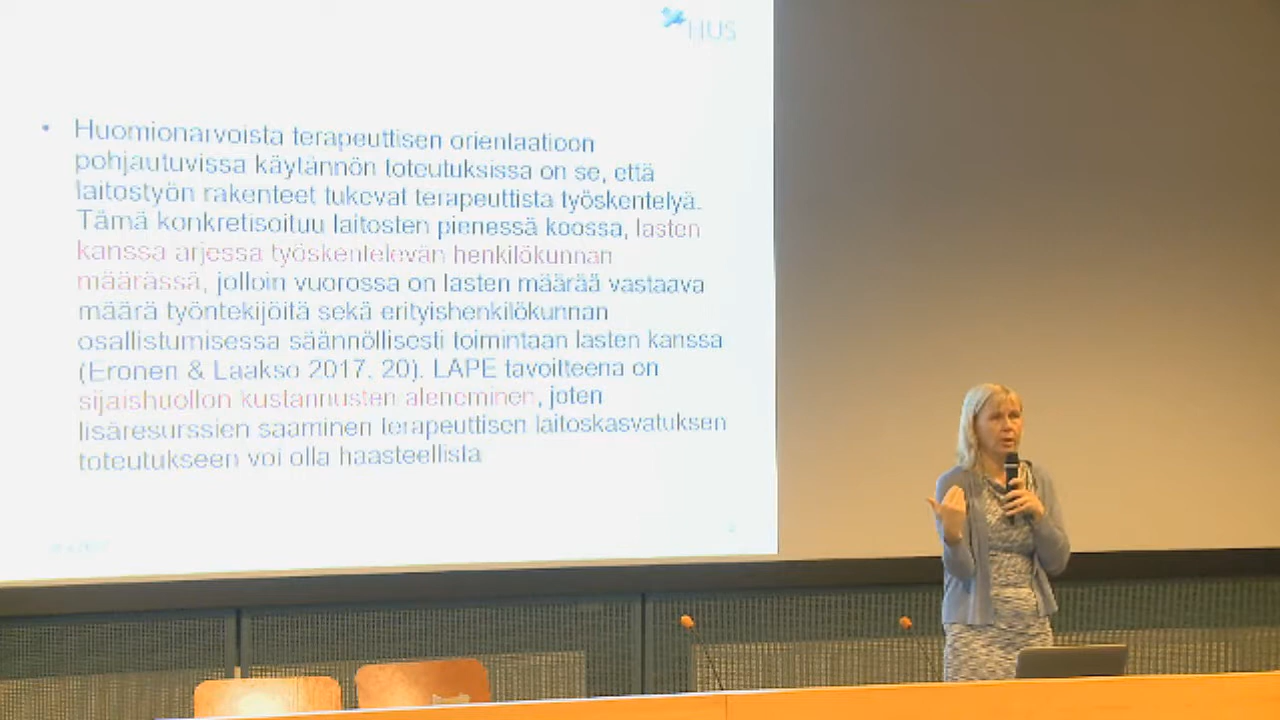 HUS
• Huomionarvoista terapeuttisen orientaatioon
pohjautuvissa käytännön toteutuksissa on se, että
laitostyön rakenteet tukevat terapeuttista työskentelyä.
Tämä konkretisoituu laitosten pienessä koossa, lasten
kanssa arjessa työskentelevän henkilökunnan
määrässä, jolloin vuorossa on lasten määrää vastaava
määrä työntekijöitä sekä erityishenkilökunnan
osallistumisessa säännöllisesti toimintaan lasten kanssa
(Eronen & Laakso 2017, 20). LAPE tavoitteena on
sijaishuollon kustannusten aleneminen, joten
lisäresurssien saaminen terapeuttisen laitoskasvatuksen
toteutukseen voi olla haasteellista